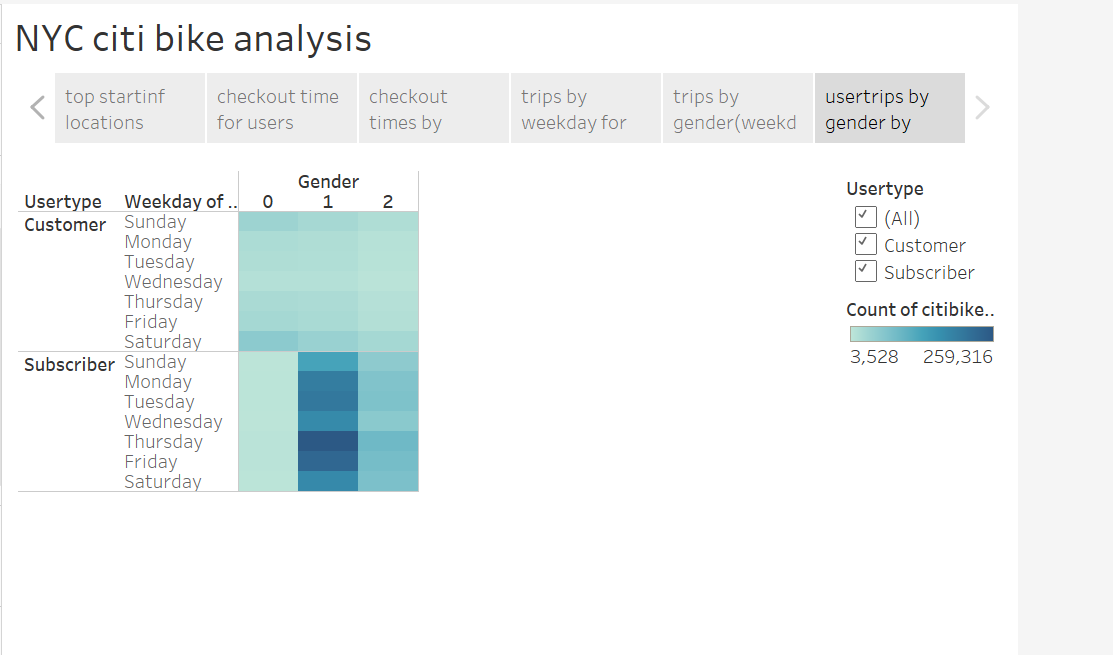 NYC citi bike analysis
top startinf
locations
checkout time
for users
checkout
times by
trips by
weekday for
trips by
gender(weekd
usertrips by
gender by
Gender
Usertype Weekday of .. 0 1 2
Customer Sunday
Monday
Tuesday
Wednesday
Thursday
Friday
Saturday
Subscriber Sunday
Monday
Tuesday
Wednesday
Thursday
Friday
Saturday
Usertype
(All)
Customer
Subscriber
Count of citibike..
3,528 259,316